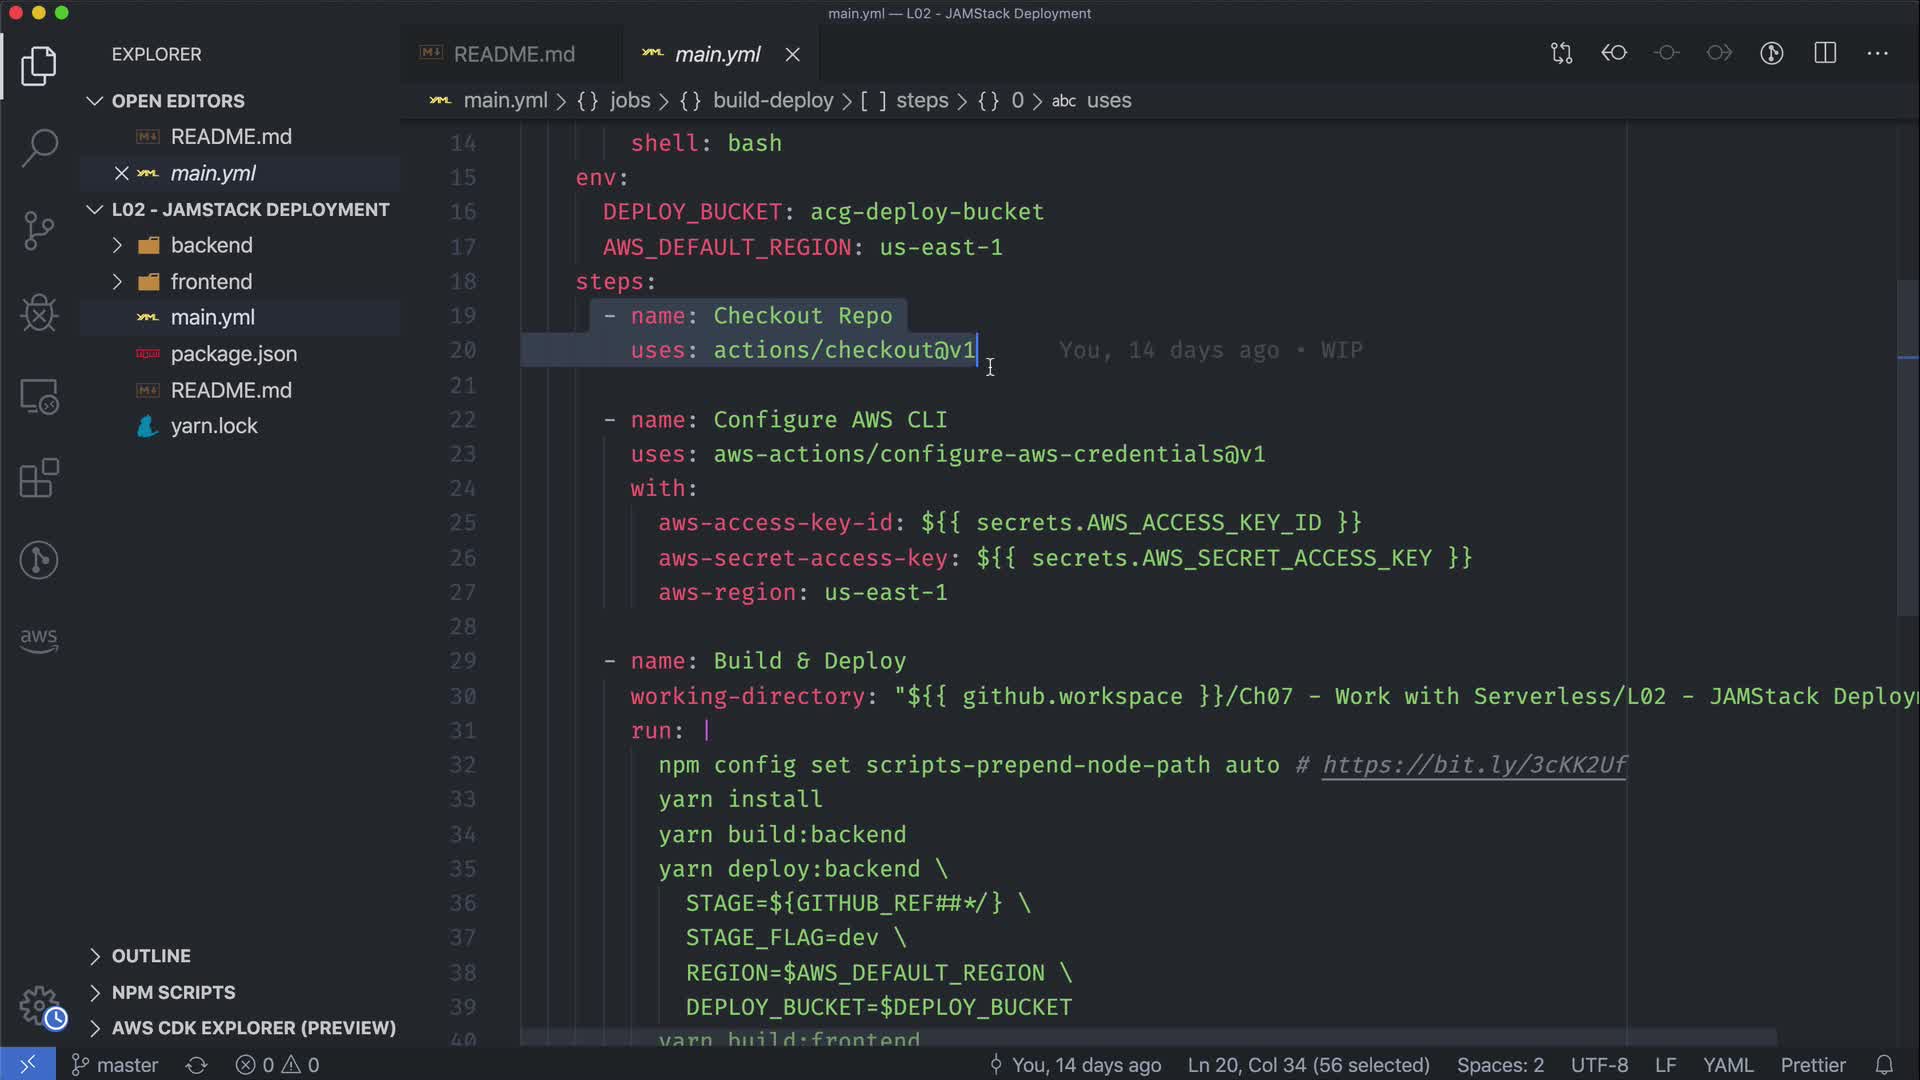 main.yml — L02 - JAMStack Deployment
EXPLORER
OPEN EDITORS
README.md
main.yml
L02 - JAMSTACK DEPLOYMENT
backend
frontend
main.yml
package.json
README.md
yarn.lock
OUTLINE
NPM SCRIPTS
AWS CDK EXPLORER (PREVIEW)
aws
README.md
main.yml
main.yml > {} jobs > {} build-deploy > [ ] steps > {} 0 > abc uses
14 shell: bash
15 env:
16 DEPLOY_BUCKET: acg-deploy-bucket
17 AWS_DEFAULT_REGION: us-east-1
18 steps:
19 - name: Checkout Repo
20 uses: actions/checkout@v1 You, 14 days ago • WIP
21
22 - name: Configure AWS CLI
23 uses: aws-actions/configure-aws-credentials@v1
24 with:
25 aws-access-key-id: ${{ secrets.AWS_ACCESS_KEY_ID }}
26 aws-secret-access-key: ${{ secrets.AWS_SECRET_ACCESS_KEY }}
27 aws-region: us-east-1
28
29 - name: Build & Deploy
30 working-directory: "${{ github.workspace }}/Ch07 - Work with Serverless/L02 - JAMStack Deploy
31 run: |
32 npm config set scripts-prepend-node-path auto # https://bit.ly/3cKK2Uf
33 yarn install
34 yarn build:backend
35 yarn deploy:backend \
36 STAGE=${GITHUB_REF##*/} \
37 STAGE_FLAG=dev \
38 REGION=$AWS_DEFAULT_REGION \
39 DEPLOY_BUCKET=$DEPLOY_BUCKET
40 yarn build:frontend
master 0 0 You, 14 days ago Ln 20, Col 34 (56 selected) Spaces: 2 UTF-8 LF YAML Prettier